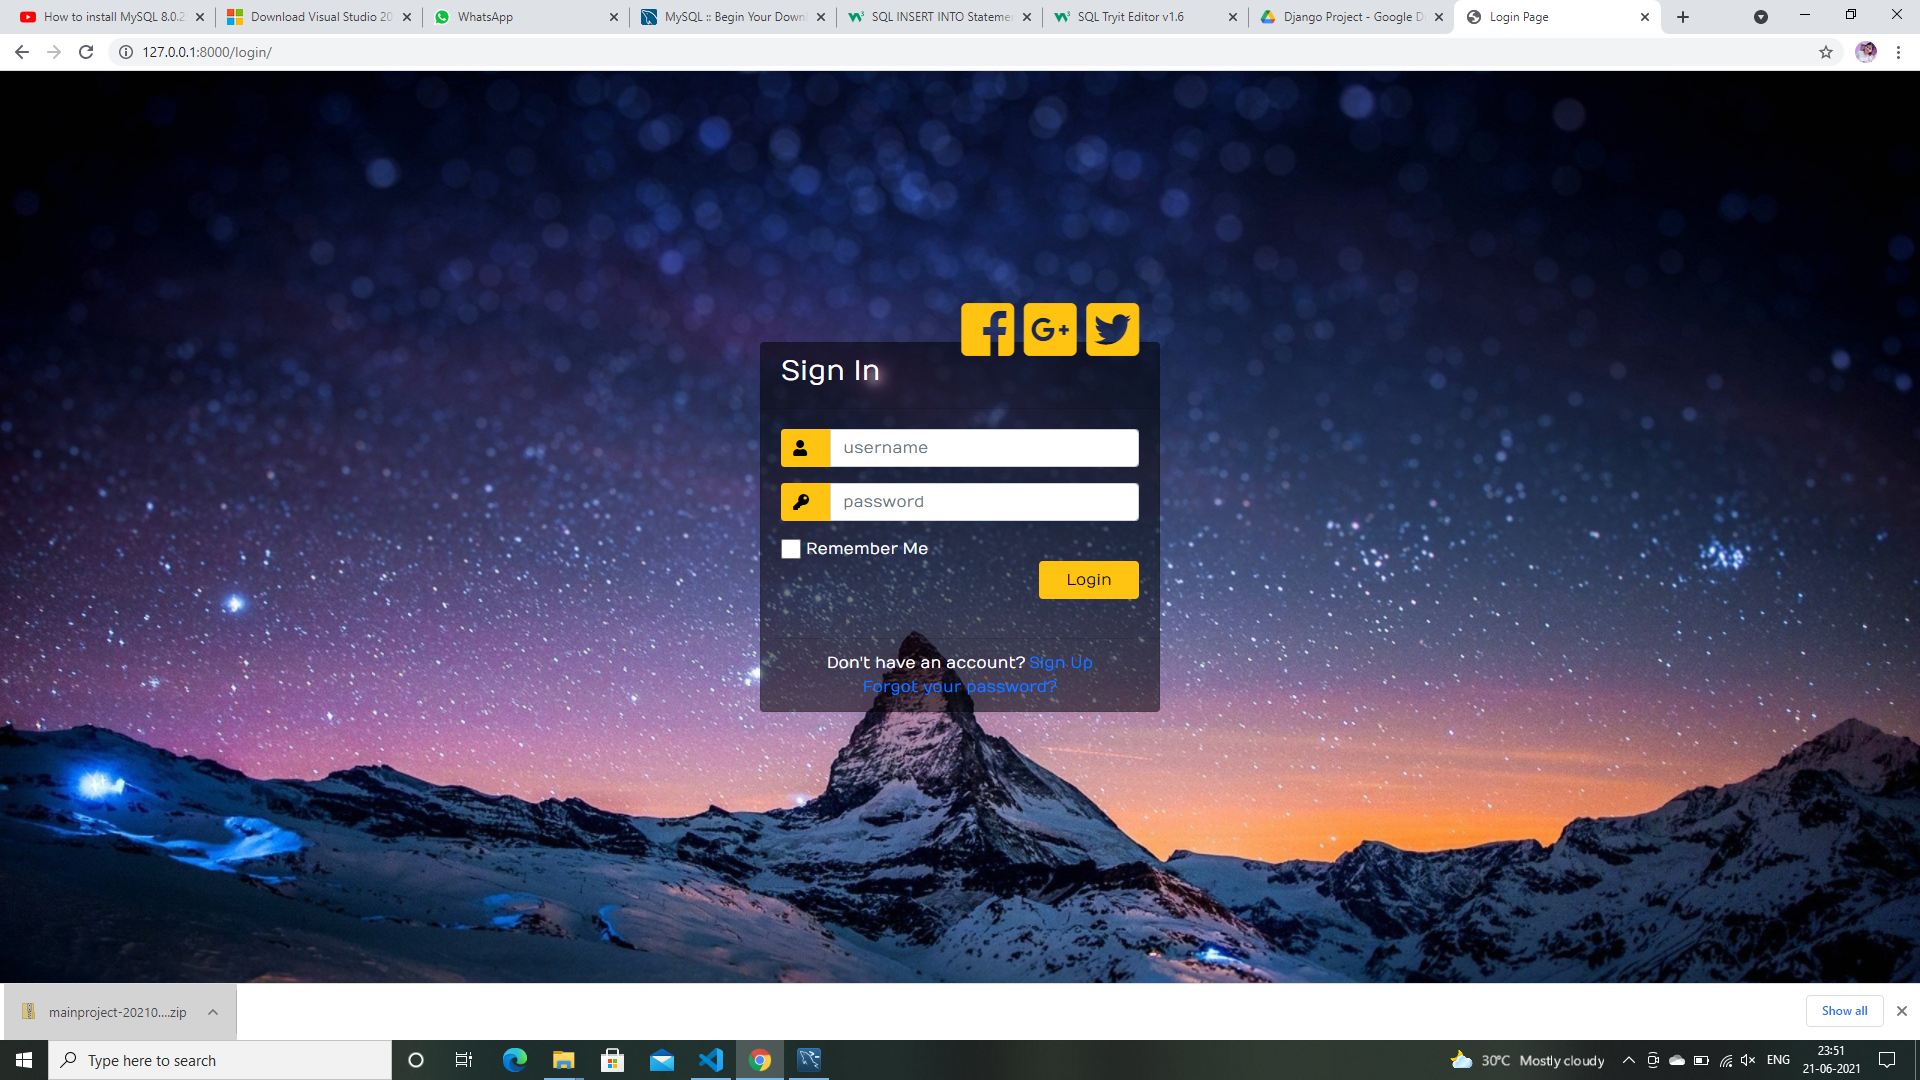 How to install MySQL 8.0.2
Download Visual Studio 20
WhatsApp
MySQL :: Begin Your Down
SQL INSERT INTO Stateme
SQL Tryit Editor v1.6
Django Project - Google D
Login Page
127.0.0.1:8000/login/
Sign In
username
password
Remember Me
Login
Don't have an account? Sign Up
Forgot your password?
mainproject-20210....zip
Show all
Type here to search
30°C Mostly cloudy
ENG
23:51
21-06-2021